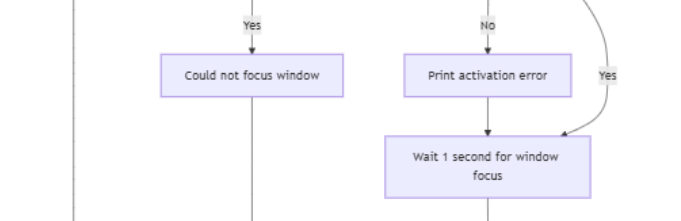 Yes
No
Could not focus window
Print activation error
Yes
Wait 1 second for window
focus